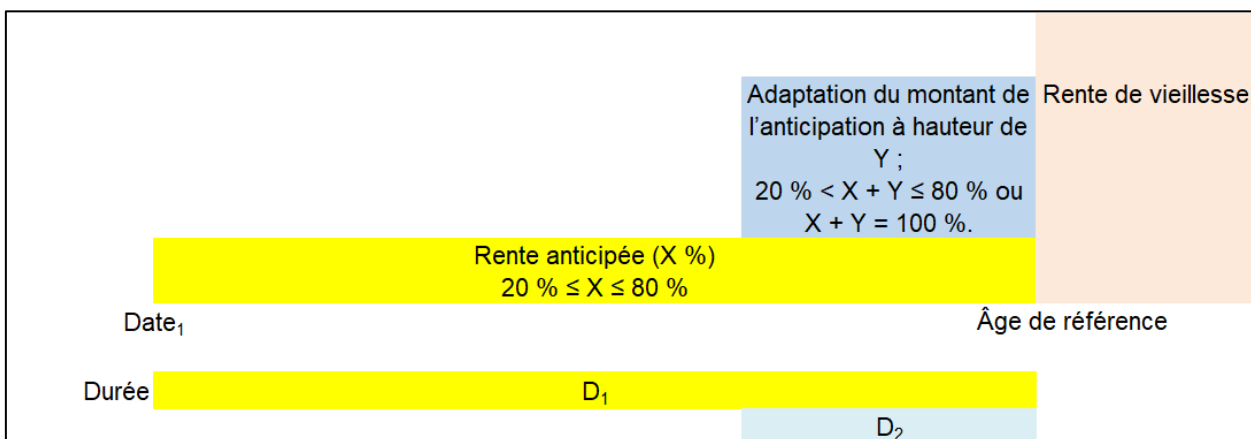 Adaptation du montant de
l’anticipation à hauteur de
Y ;
20 % < X + Y ≤ 80 % ou
X + Y = 100 %.
Rente de vieillesse
Rente anticipée (X %)
20 % ≤ X ≤ 80 %
Date₁
Âge de référence
Durée
D₁
D₂